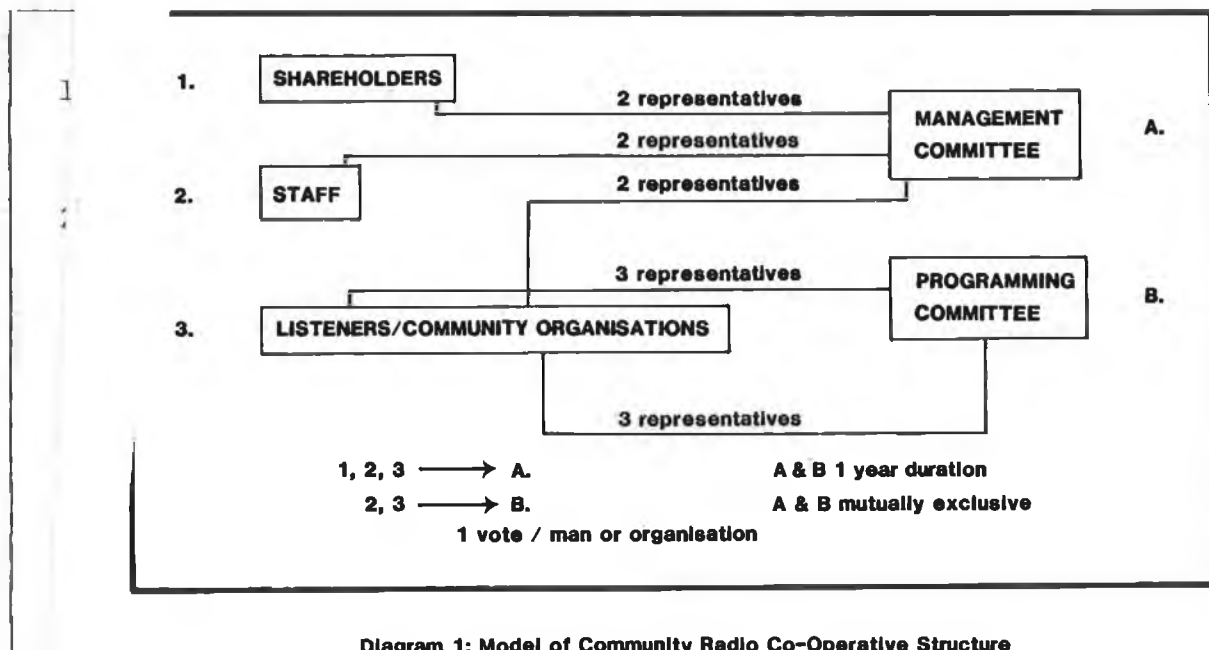 1.
SHAREHOLDERS
2 representatives
MANAGEMENT
COMMITTEE
A.
2 representatives
2.
STAFF
2 representatives
3 representatives
PROGRAMMING
COMMITTEE
B.
3.
LISTENERS/COMMUNITY ORGANISATIONS
3 representatives
1, 2, 3 ⟶ A.
A & B 1 year duration
2, 3 ⟶ B.
A & B mutually exclusive
1 vote / man or organisation
Diagram 1: Model of Community Radio Co-Operative Structure